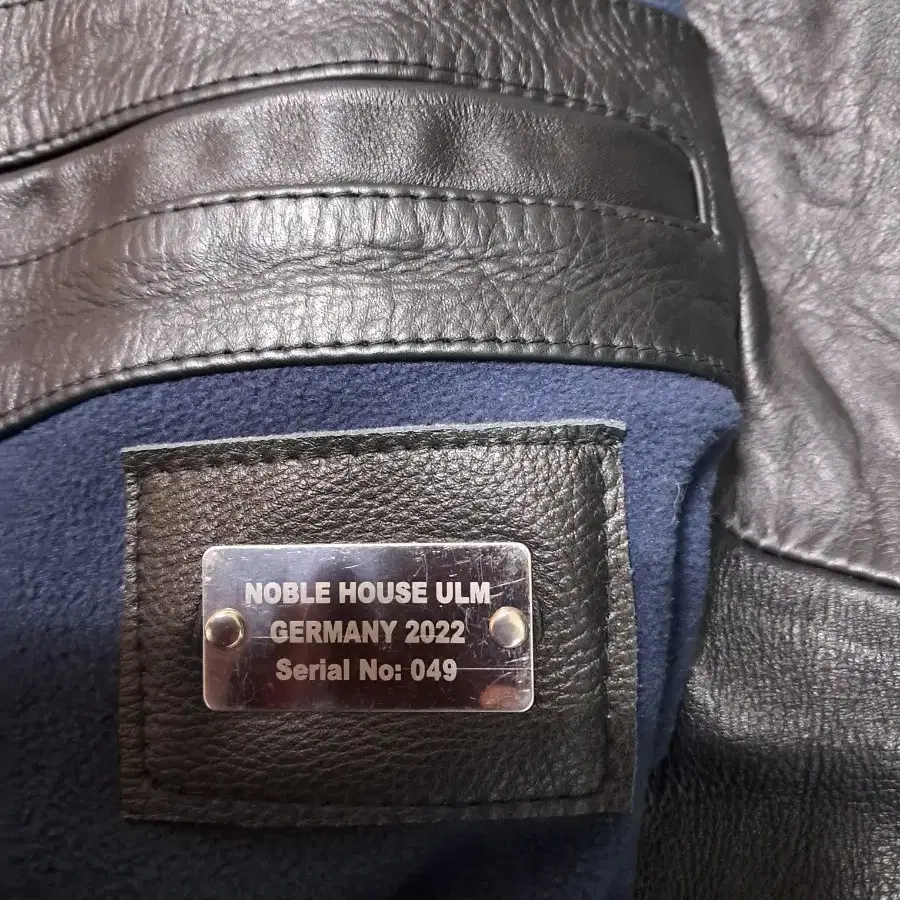 NOBLE HOUSE ULM
GERMANY 2022
Serial No: 049